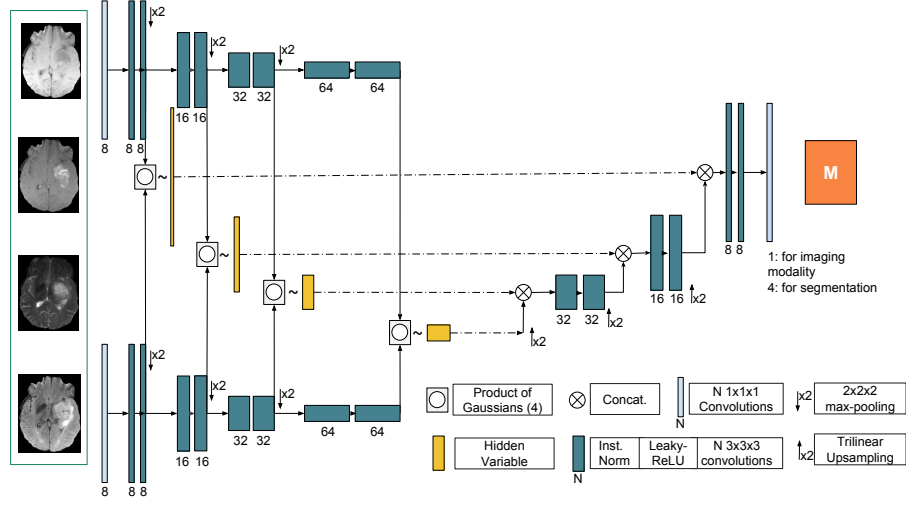 x2
x2
x2
8
8 8
16 16
32 32
64 64
~
~
~
~
M
8 8
16 16
x2
32 32
x2
x2
1: for imaging
modality
4: for segmentation
x2
x2
x2
8
8 8
16 16
32 32
64 64
Product of
Gaussians (4)
Concat.
N
N 1x1x1
Convolutions
x2
2x2x2
max-pooling
Hidden
Variable
N
Inst.
Norm
Leaky-
ReLU
N 3x3x3
convolutions
x2
Trilinear
Upsampling